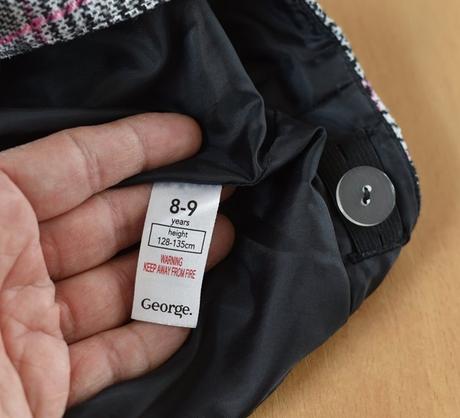 8-9
years
height
128-135cm
WARNING
KEEP AWAY FROM FIRE
George.